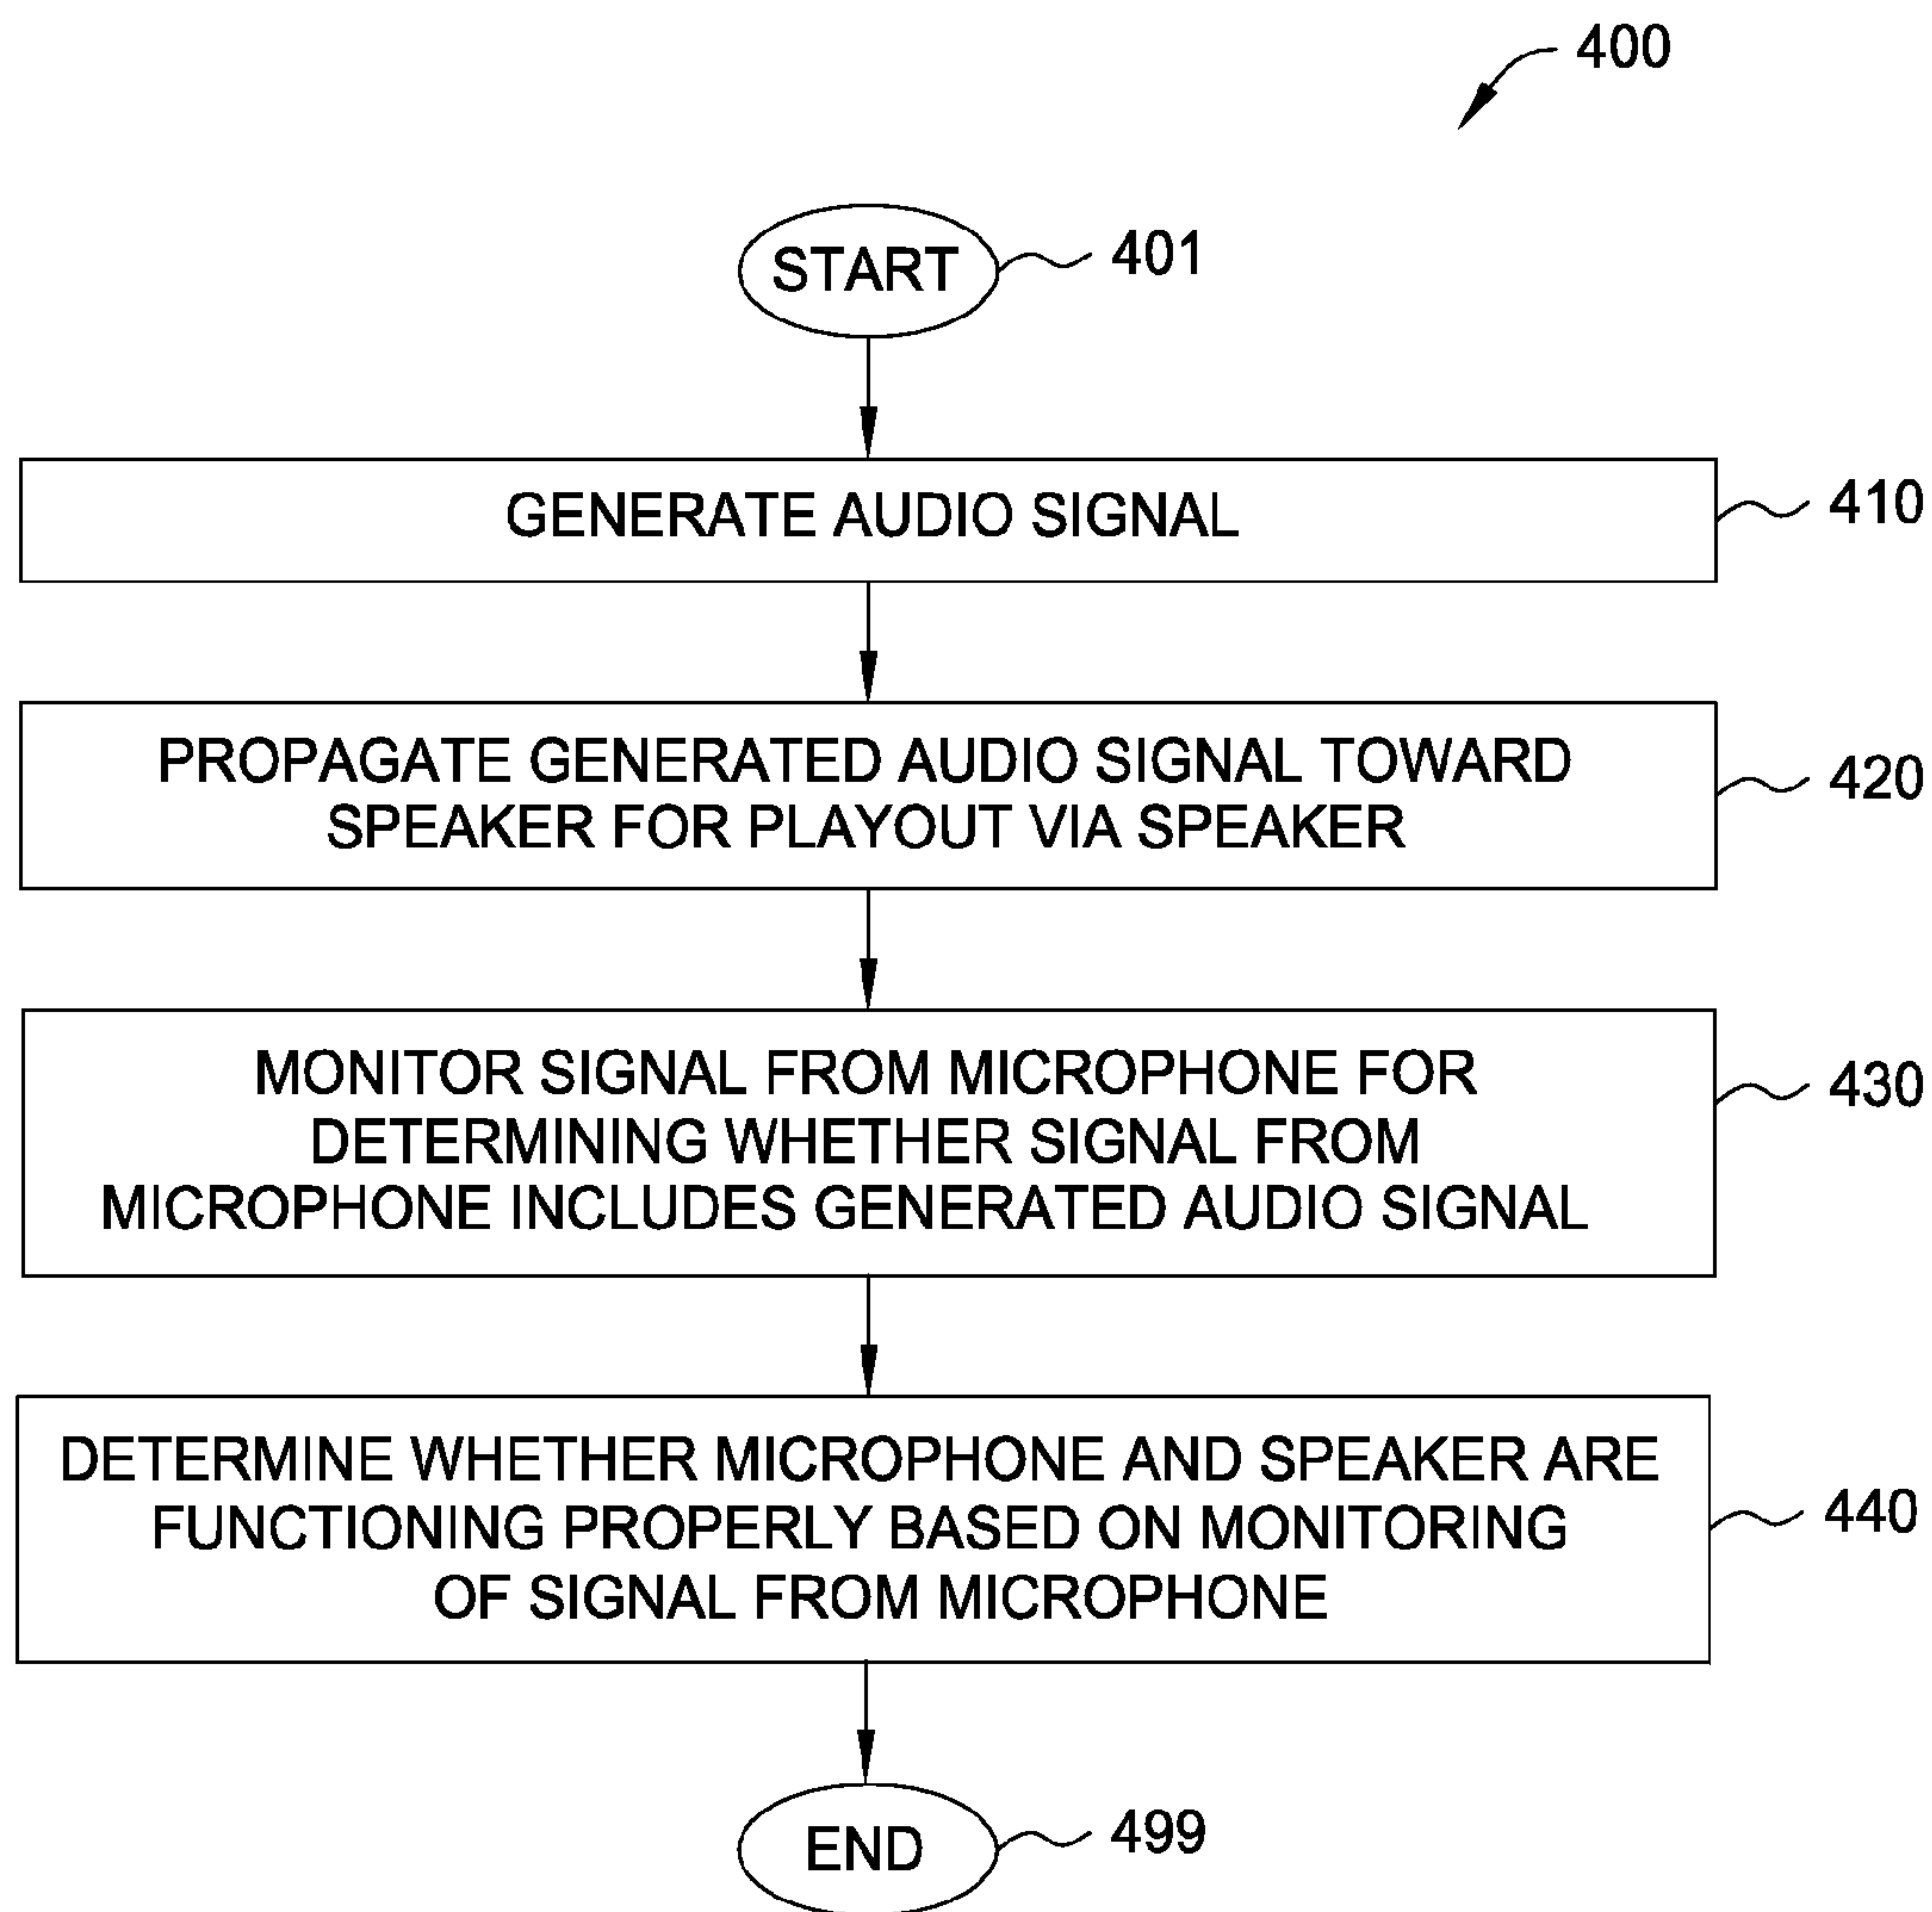 400
START
401
GENERATE AUDIO SIGNAL
410
PROPAGATE GENERATED AUDIO SIGNAL TOWARD
SPEAKER FOR PLAYOUT VIA SPEAKER
420
MONITOR SIGNAL FROM MICROPHONE FOR
DETERMINING WHETHER SIGNAL FROM
MICROPHONE INCLUDES GENERATED AUDIO SIGNAL
430
DETERMINE WHETHER MICROPHONE AND SPEAKER ARE
FUNCTIONING PROPERLY BASED ON MONITORING
OF SIGNAL FROM MICROPHONE
440
END
499